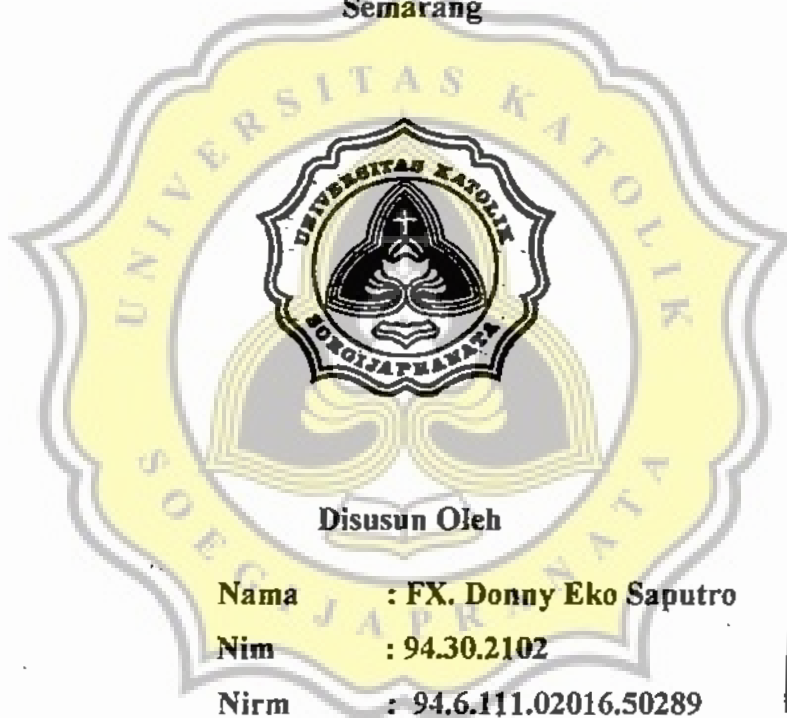 Semarang
UNIVERSITAS KATOLIK
SOEGIJAPRANATA
UNIVERSITAS KATOLIK
SOEGIJAPRANATA
Disusun Oleh
Nama : FX. Donny Eko Saputro
Nim : 94.30.2102
Nirm : 94.6.111.02016.50289